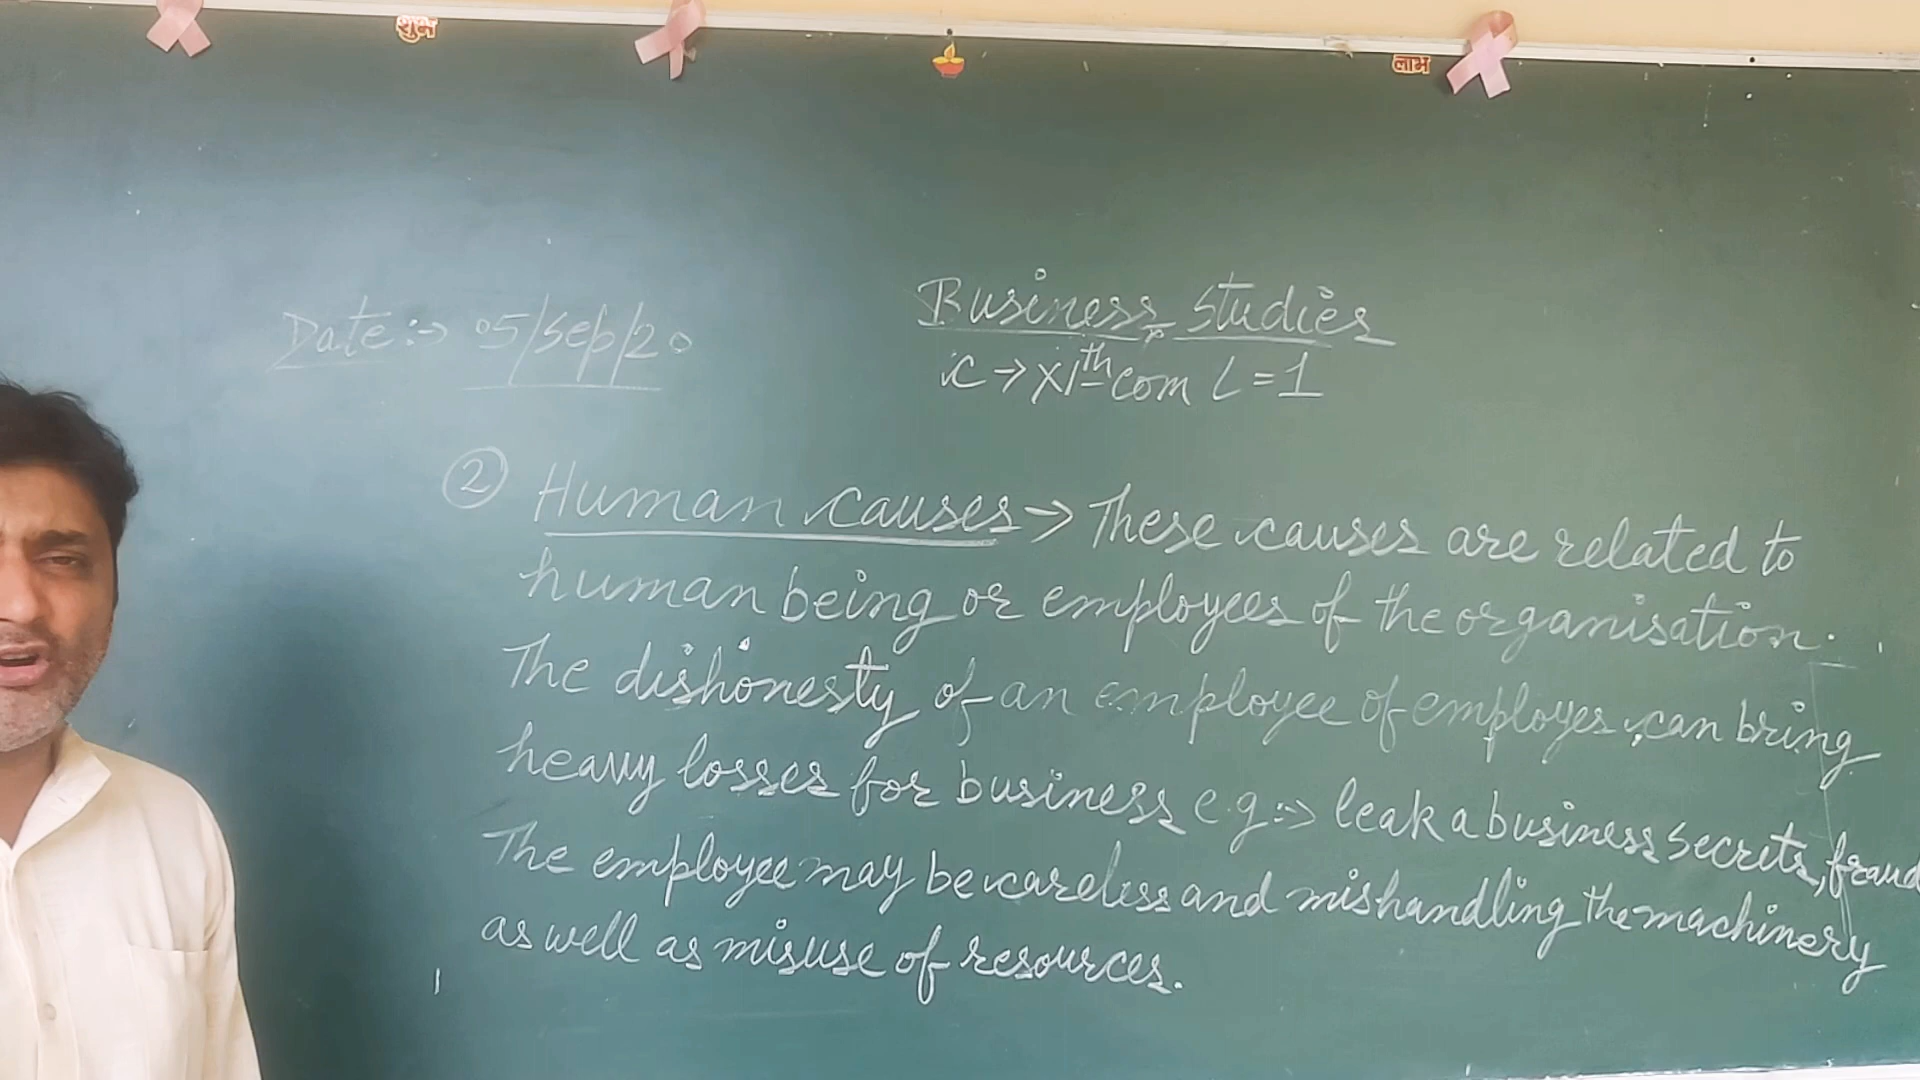 शुभ
लाभ
Date:→ 05/Sep/20
Business Studies
C → XIth Com L = 1
② Human causes → These causes are related to
human being or employees of the organisation.
The dishonesty of an employee of employes can bring
heavy losses for business e.g:→ leak a business secrets, fraud
The employee may be careless and mishandling the machinery
as well as misuse of resources.